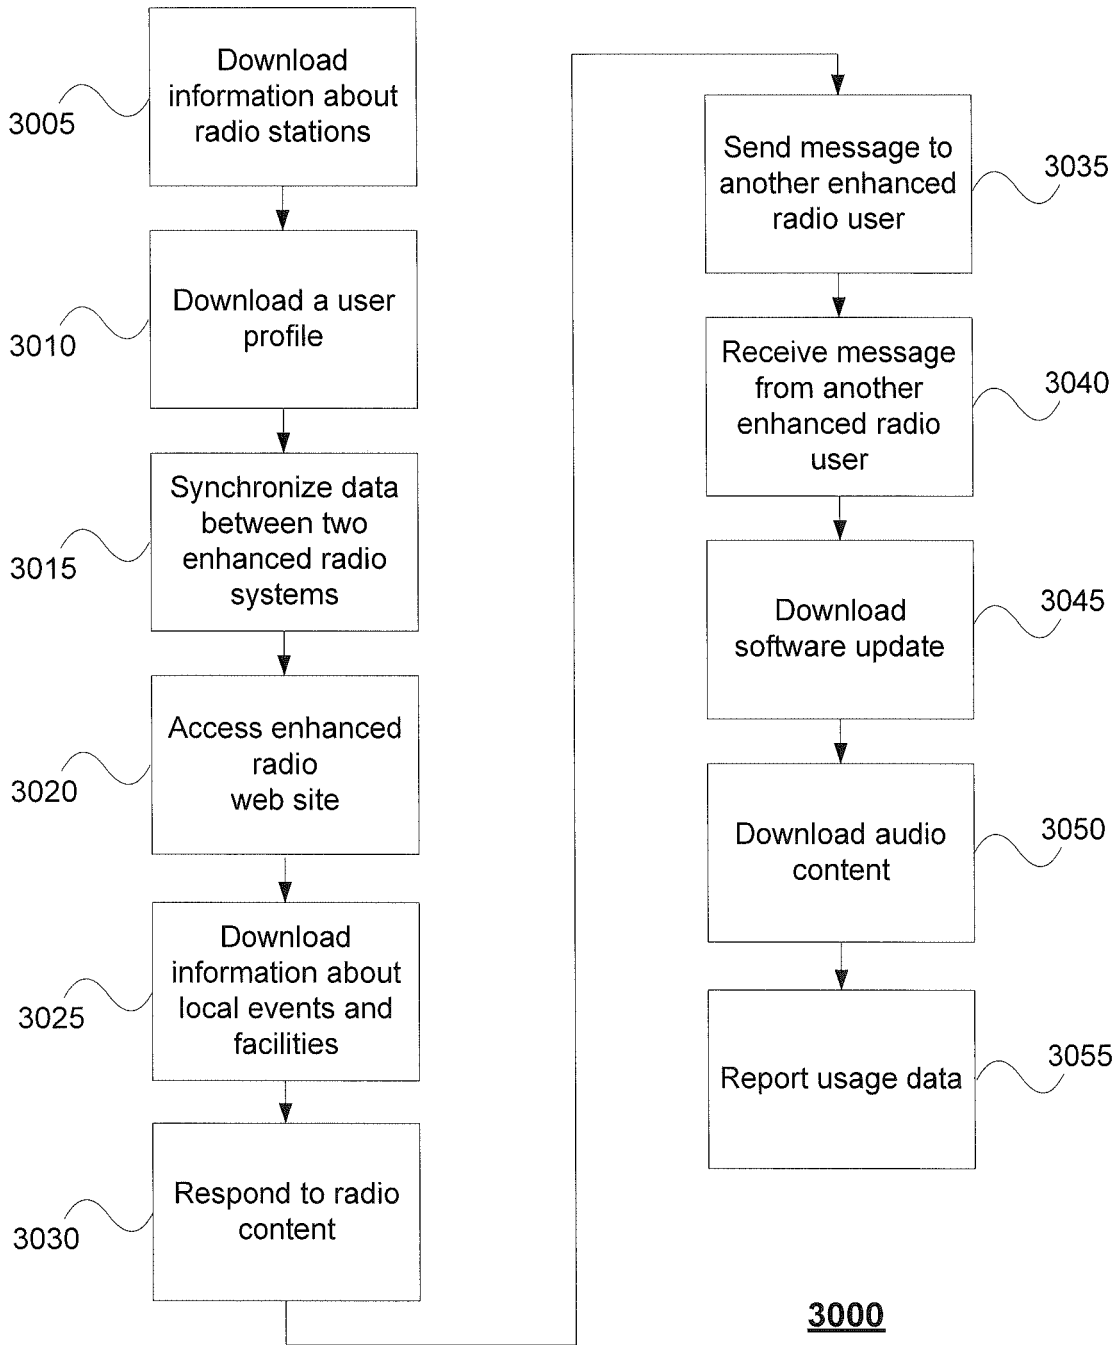 Download
information about
radio stations
3005
Download a user
profile
3010
Synchronize data
between two
enhanced radio
systems
3015
Access enhanced
radio
web site
3020
Download
information about
local events and
facilities
3025
Respond to radio
content
3030
Send message to
another enhanced
radio user
3035
Receive message
from another
enhanced radio
user
3040
Download
software update
3045
Download audio
content
3050
Report usage data
3055
3000